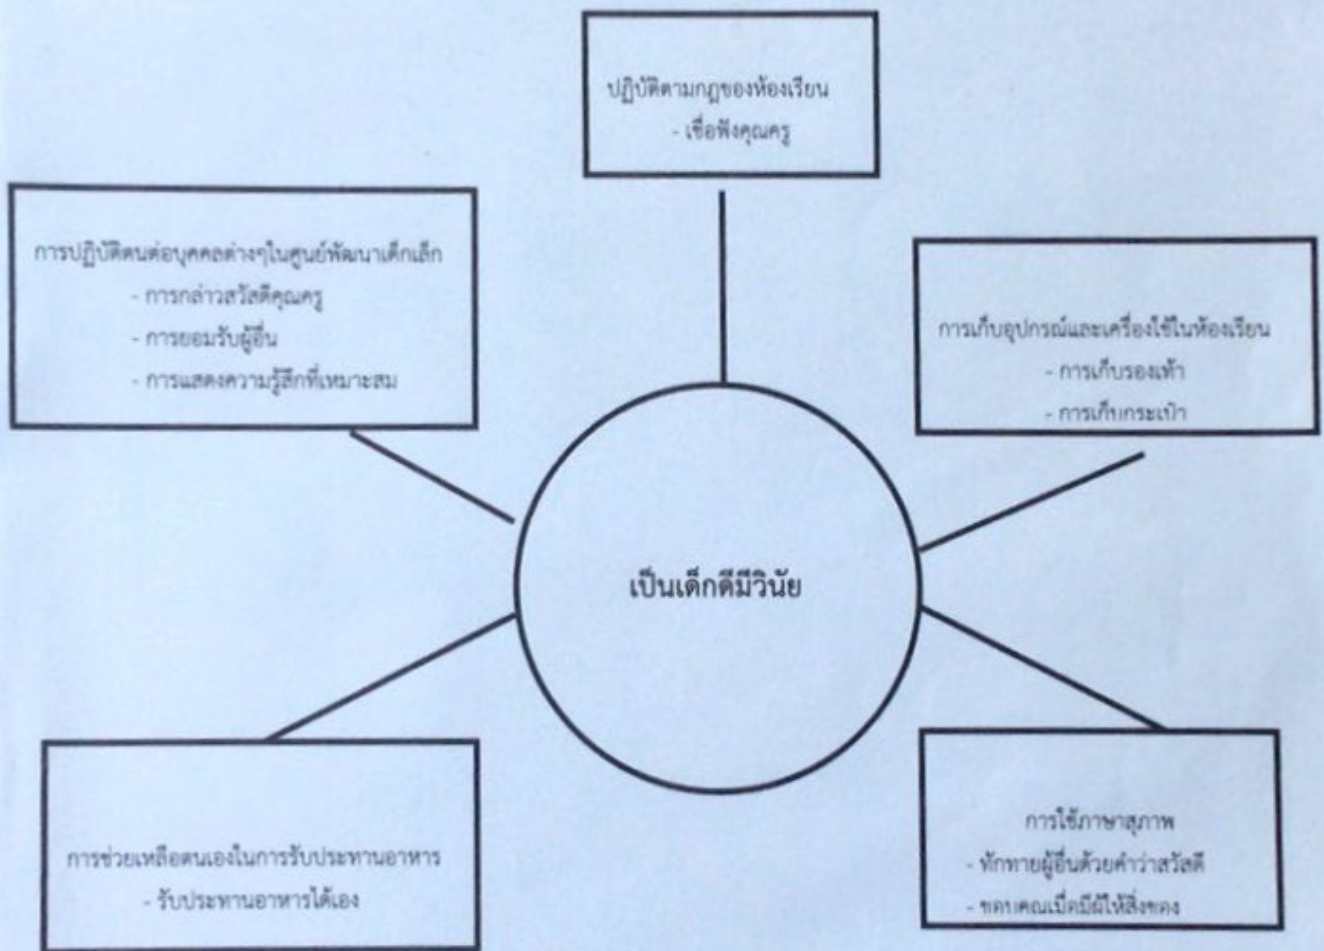 ปฏิบัติตามกฎของห้องเรียน
- เชื่อฟังคุณครู
การปฏิบัติตนต่อบุคคลต่างๆในศูนย์พัฒนาเด็กเล็ก
- การกล่าวสวัสดีคุณครู
- การยอมรับผู้อื่น
- การแสดงความรู้สึกที่เหมาะสม
การเก็บอุปกรณ์และเครื่องใช้ในห้องเรียน
- การเก็บรองเท้า
- การเก็บกระเป๋า
เป็นเด็กดีมีวินัย
การช่วยเหลือตนเองในการรับประทานอาหาร
- รับประทานอาหารได้เอง
การใช้ภาษาสุภาพ
- ทักทายผู้อื่นด้วยคำว่าสวัสดี
- ขอบคุณเมื่อมีผู้ให้สิ่งของ